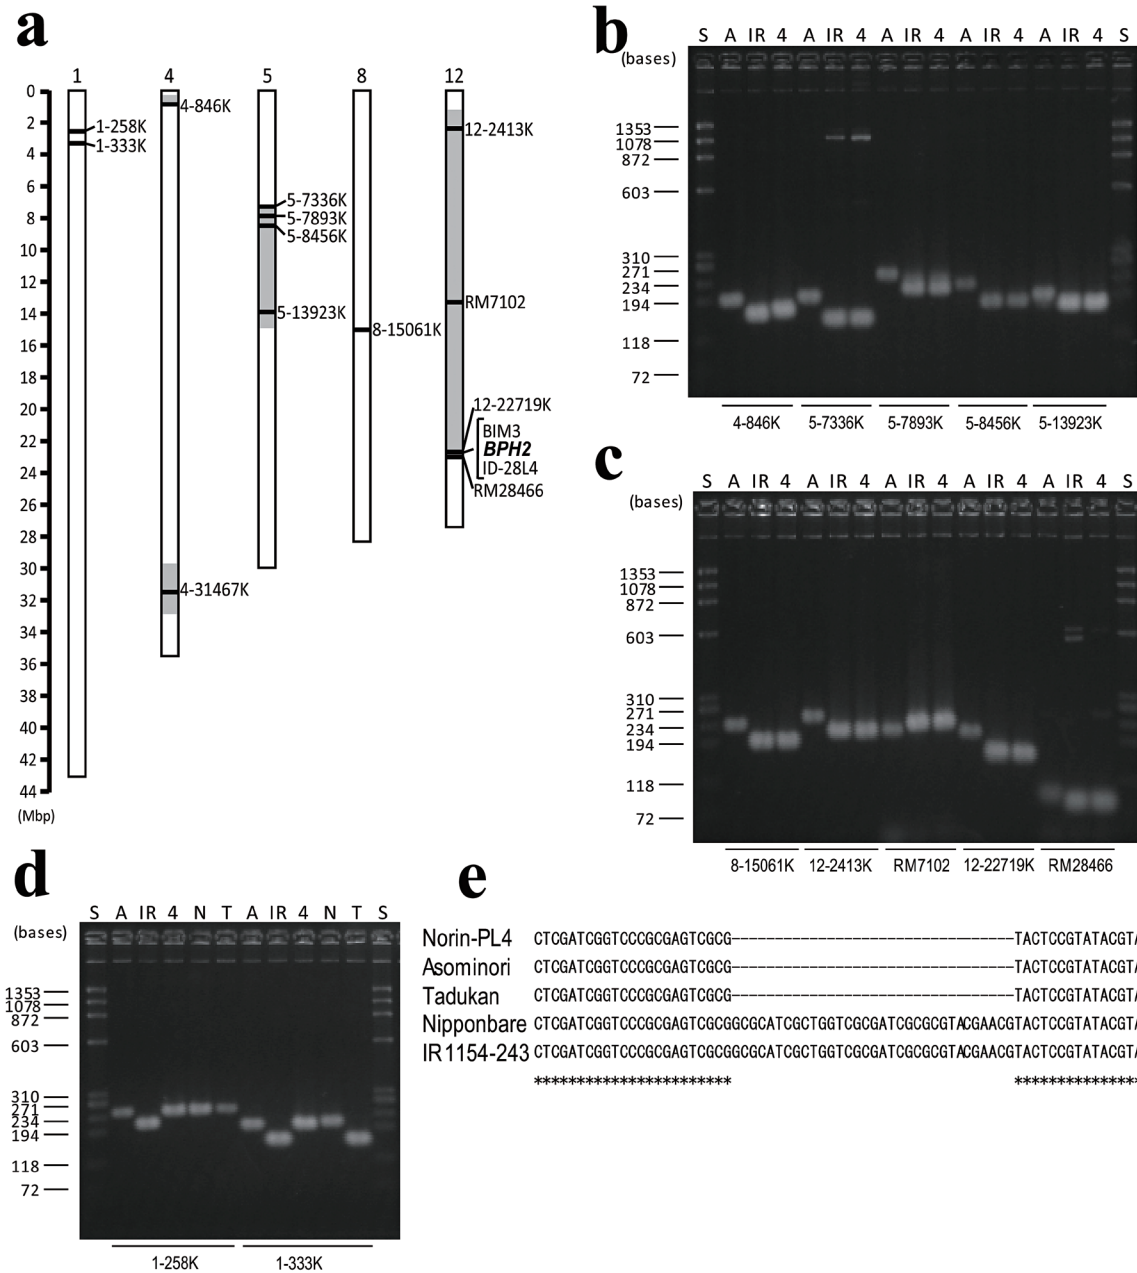 a
1 4 5 8 12
0
2
4
6
8
10
12
14
16
18
20
22
24
26
28
30
32
34
36
38
40
42
44
(Mbp)
1-258K
1-333K
4-846K
4-31467K
5-7336K
5-7893K
5-8456K
5-13923K
8-15061K
12-2413K
RM7102
12-22719K
BIM3
BPH2
ID-28L4
RM28466
b
S A IR 4 A IR 4 A IR 4 A IR 4 A IR 4 S
(bases)
1353
1078
872
603
310
271
234
194
118
72
4-846K 5-7336K 5-7893K 5-8456K 5-13923K
c
S A IR 4 A IR 4 A IR 4 A IR 4 A IR 4 S
(bases)
1353
1078
872
603
310
271
234
194
118
72
8-15061K 12-2413K RM7102 12-22719K RM28466
d
S A IR 4 N T A IR 4 N T S
(bases)
1353
1078
872
603
310
271
234
194
118
72
1-258K 1-333K
e
Norin-PL4 CTCGATCGGTCCCGCGAGTCGCG---------------------------------TACTCCGTATACGTA
Asominori CTCGATCGGTCCCGCGAGTCGCG---------------------------------TACTCCGTATACGTA
Tadukan CTCGATCGGTCCCGCGAGTCGCG---------------------------------TACTCCGTATACGTA
Nipponbare CTCGATCGGTCCCGCGAGTCGCGGCGCATCGCTGGTCGCGATCGCGCGTACGAACGTACTCCGTATACGTA
IR1154-243 CTCGATCGGTCCCGCGAGTCGCGGCGCATCGCTGGTCGCGATCGCGCGTACGAACGTACTCCGTATACGTA
*********************** **************